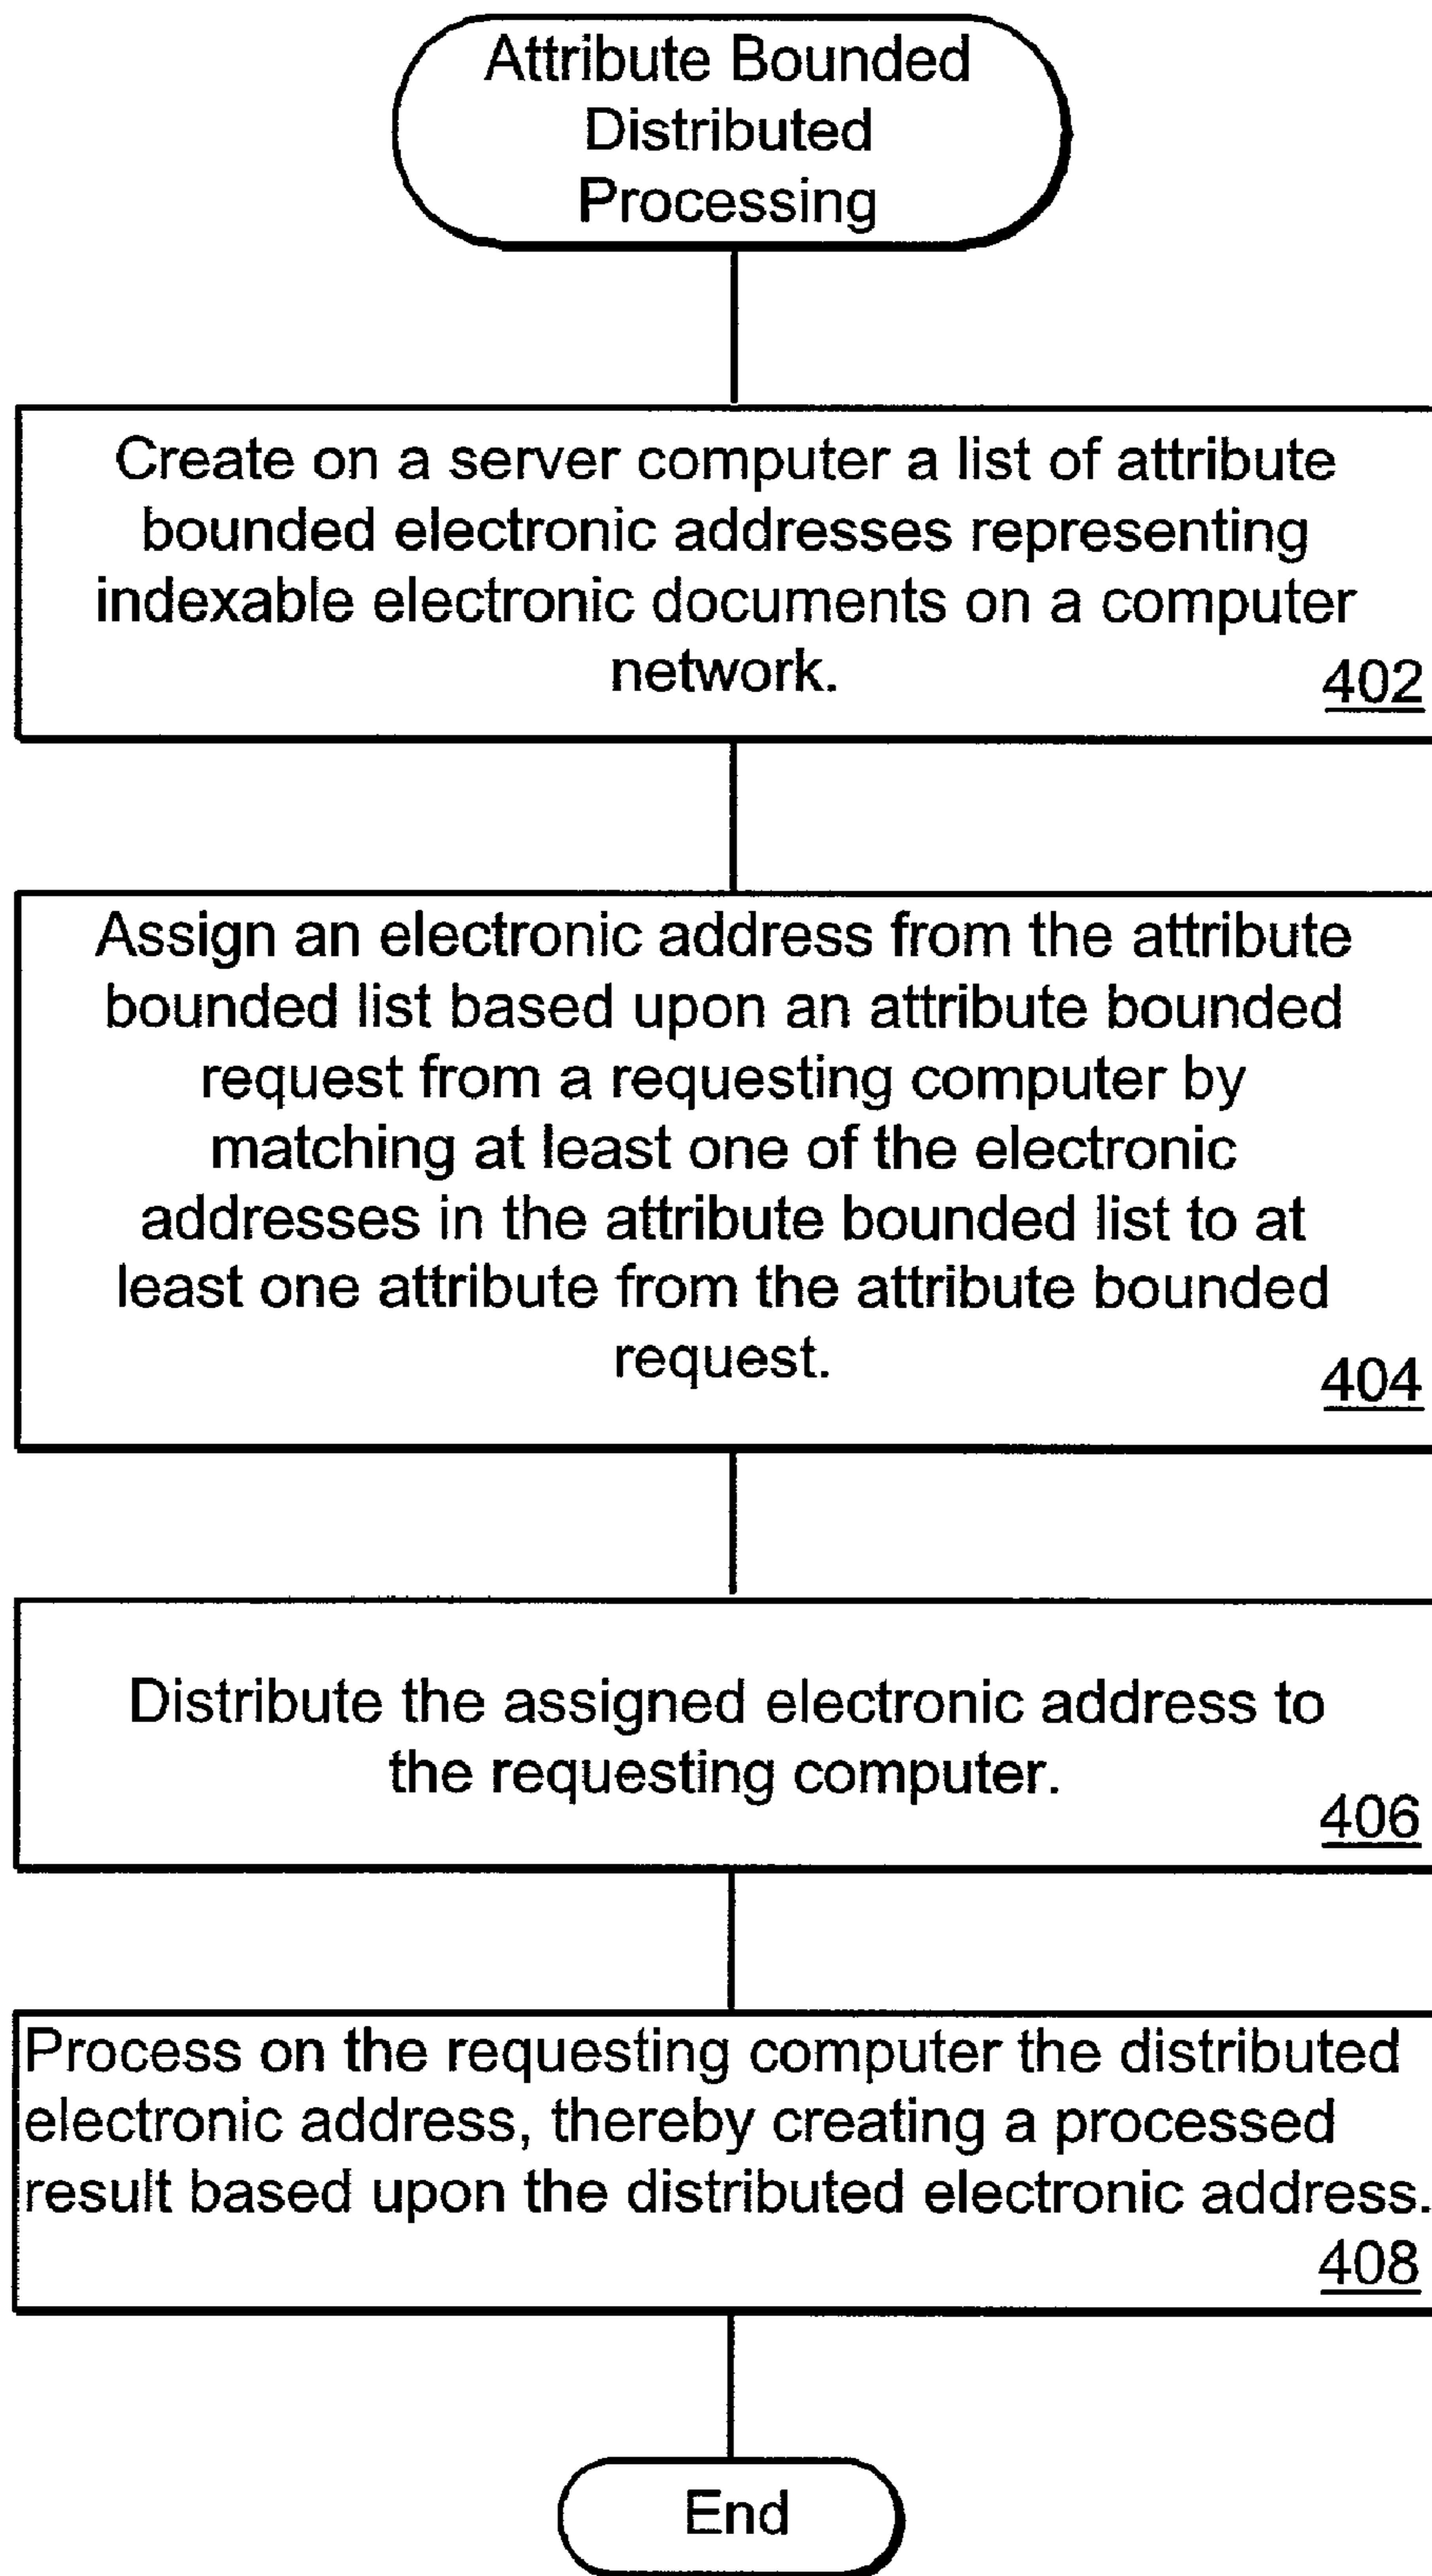 Attribute Bounded
Distributed
Processing
Create on a server computer a list of attribute
bounded electronic addresses representing
indexable electronic documents on a computer
network.
402
Assign an electronic address from the attribute
bounded list based upon an attribute bounded
request from a requesting computer by
matching at least one of the electronic
addresses in the attribute bounded list to at
least one attribute from the attribute bounded
request.
404
Distribute the assigned electronic address to
the requesting computer.
406
Process on the requesting computer the distributed
electronic address, thereby creating a processed
result based upon the distributed electronic address.
408
End